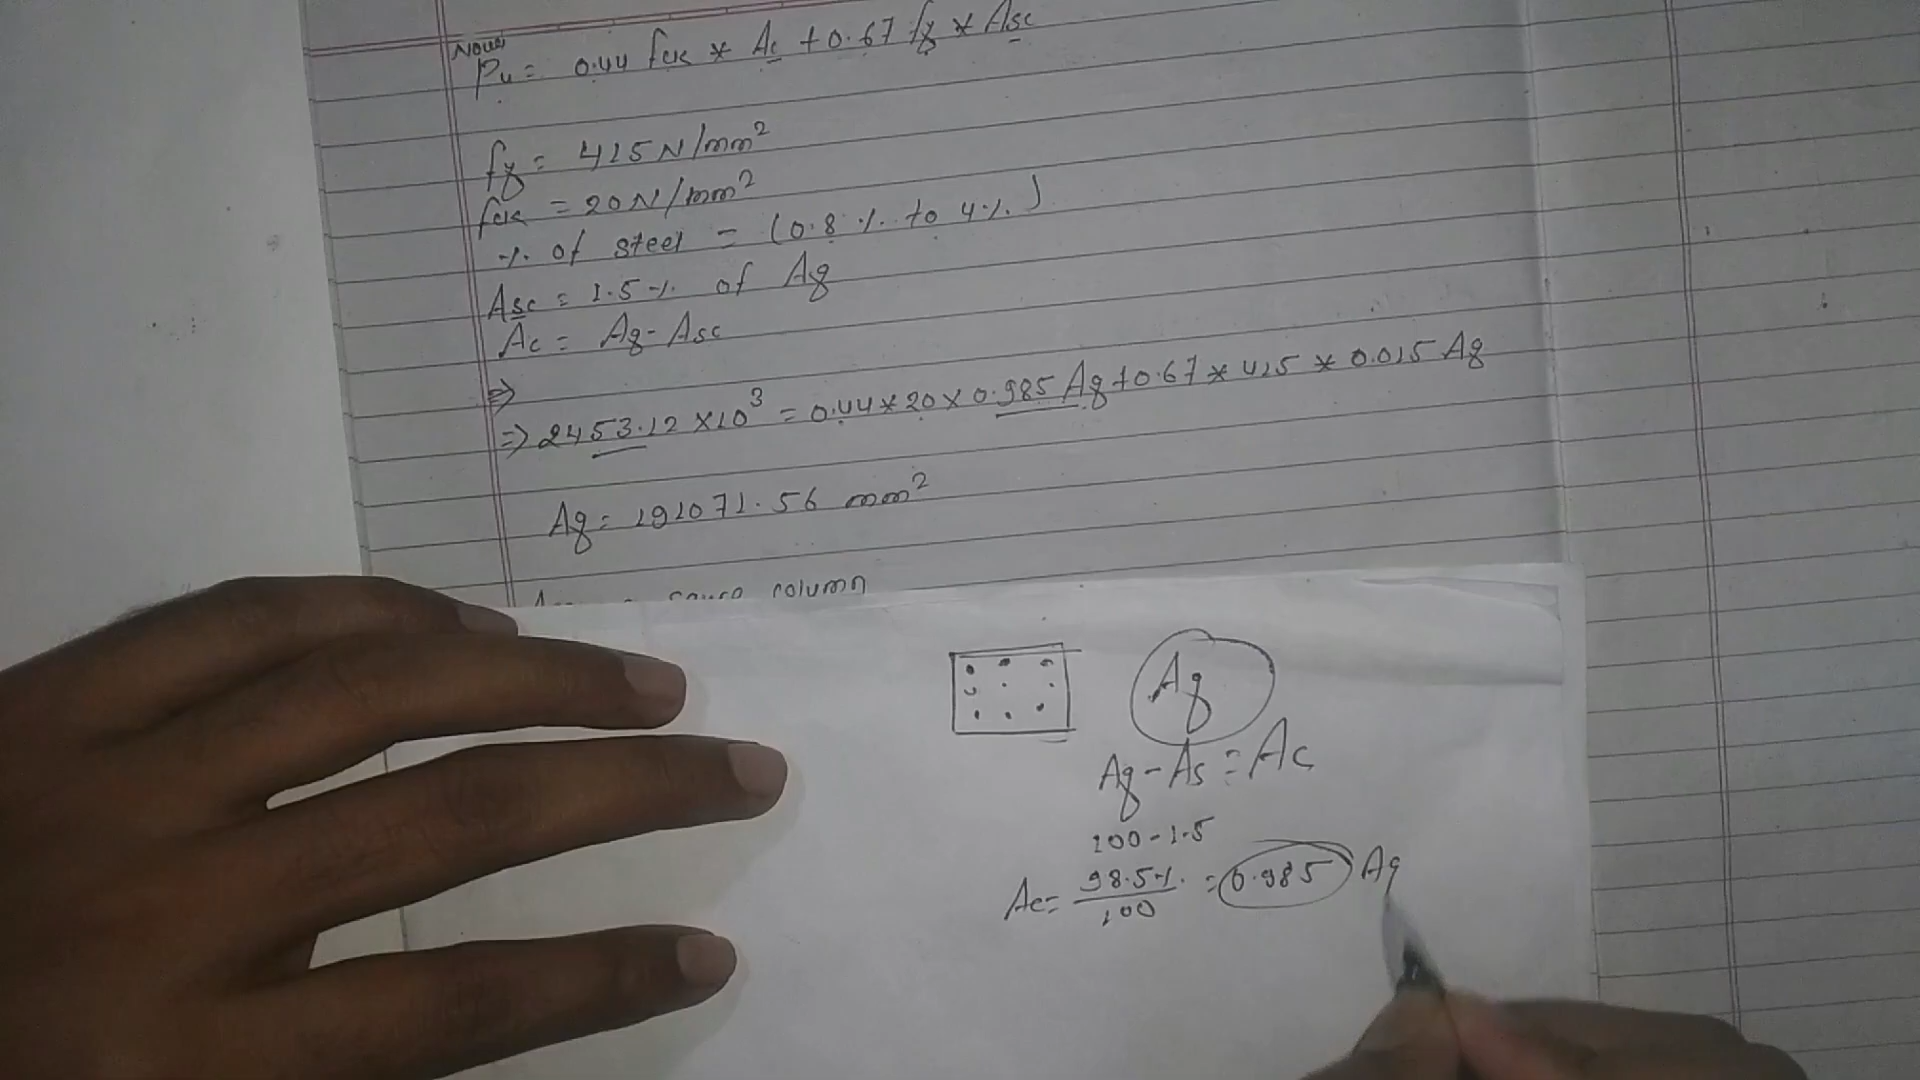 Now
Pu = 0.44 fck * Ac + 0.67 fy * Asc
fy = 415 N/mm²
fck = 20 N/mm²
% of steel = (0.8 % to 4 %)
Asc = 1.5 % of Ag
Ac = Ag - Asc
⇒
⇒ 2453.12 × 10³ = 0.44 * 20 × 0.985 Ag + 0.67 * 415 * 0.015 Ag
Ag = 191071.56 mm²
column
Ag
Ag - As = Ac
100 - 1.5
Ac = 98.5% / 100 = 0.985 Ag